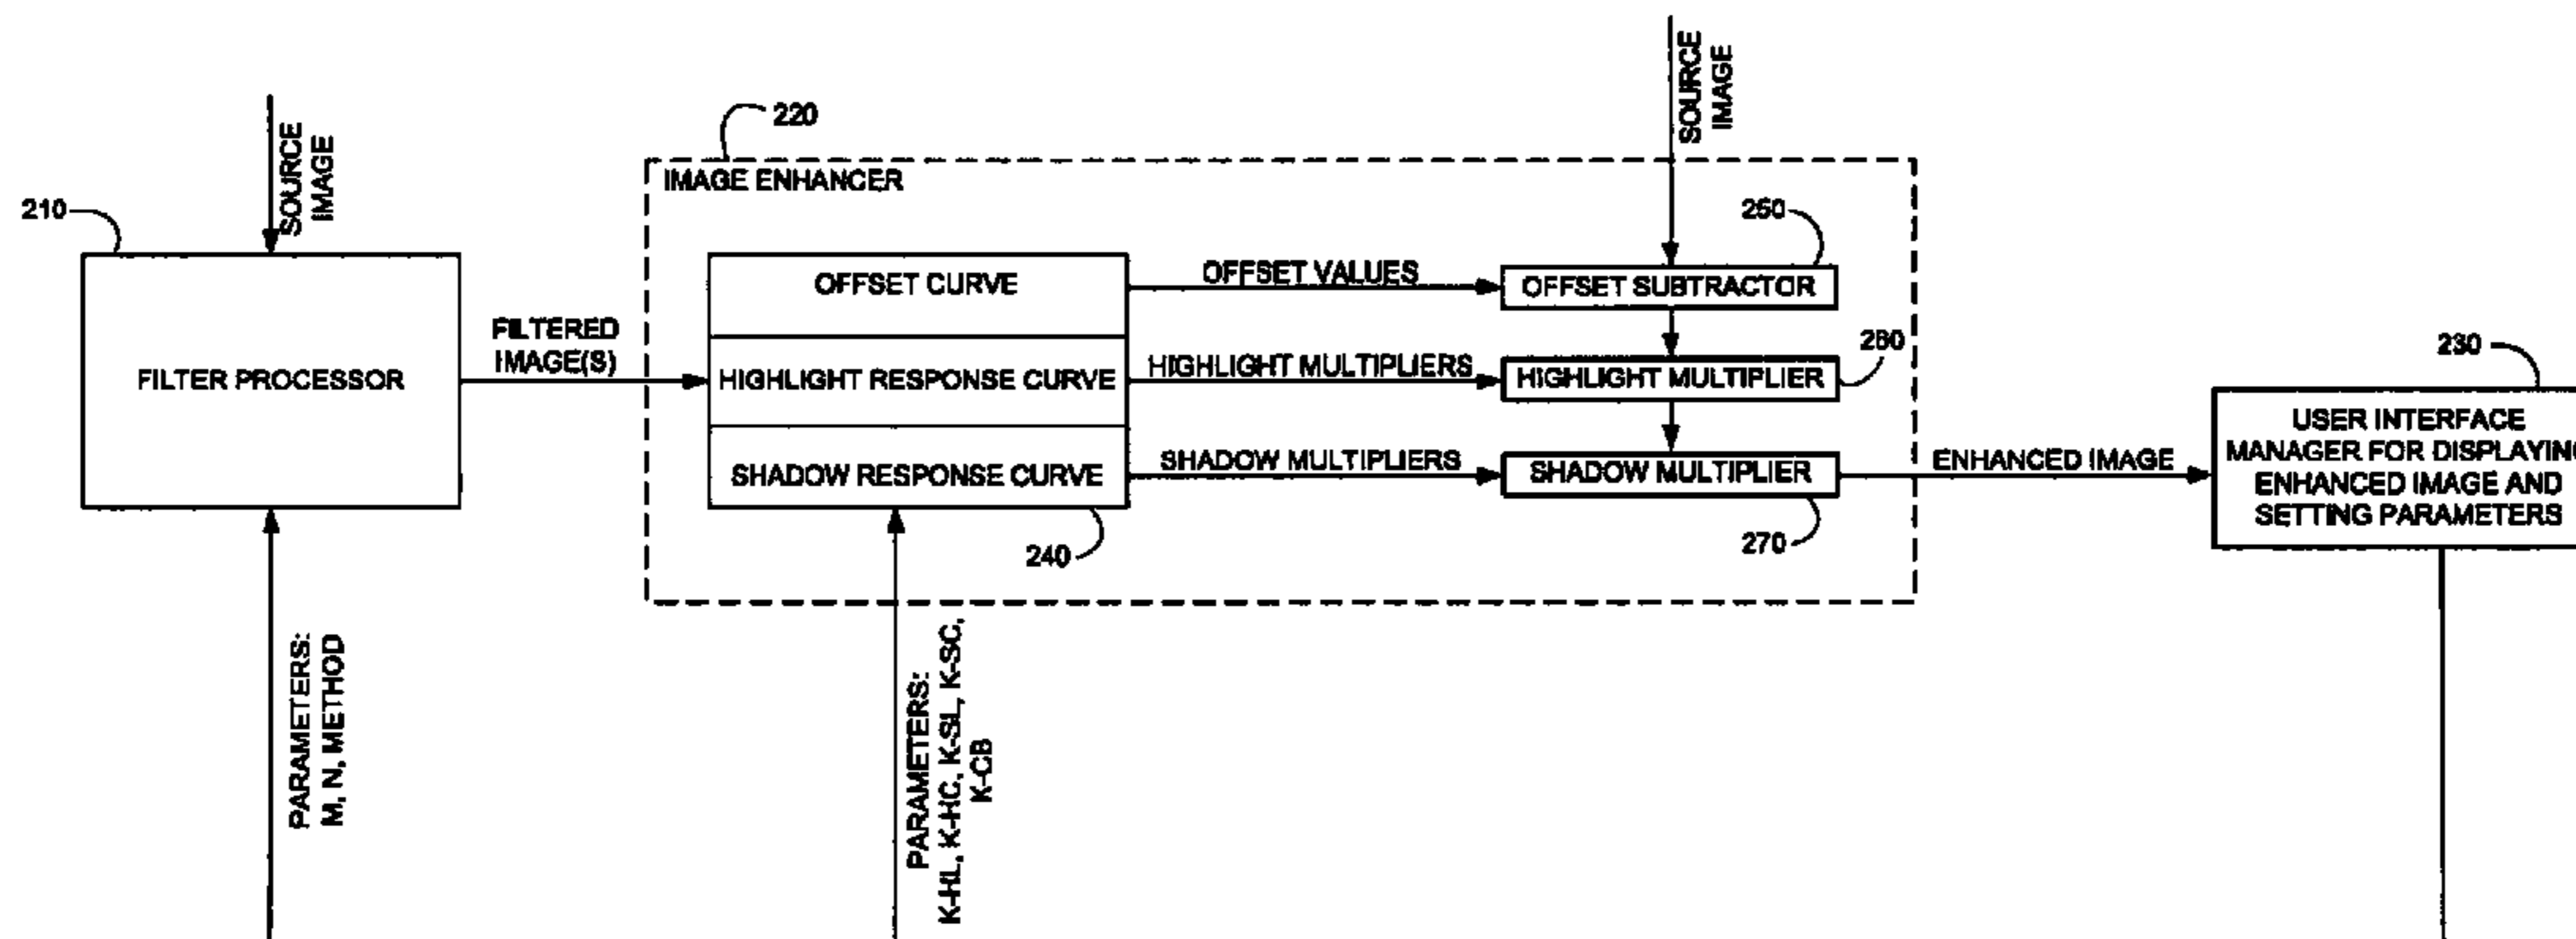 SOURCE
IMAGE
210
FILTER PROCESSOR
PARAMETERS:
M, N, METHOD
FILTERED
IMAGE(S)
220
IMAGE ENHANCER
OFFSET CURVE
HIGHLIGHT RESPONSE CURVE
SHADOW RESPONSE CURVE
240
PARAMETERS:
K-HL, K-HC, K-SL, K-SC,
K-CB
OFFSET VALUES
HIGHLIGHT MULTIPLIERS
SHADOW MULTIPLIERS
SOURCE
IMAGE
250
OFFSET SUBTRACTOR
260
HIGHLIGHT MULTIPLIER
SHADOW MULTIPLIER
270
ENHANCED IMAGE
230
USER INTERFACE
MANAGER FOR DISPLAYING
ENHANCED IMAGE AND
SETTING PARAMETERS